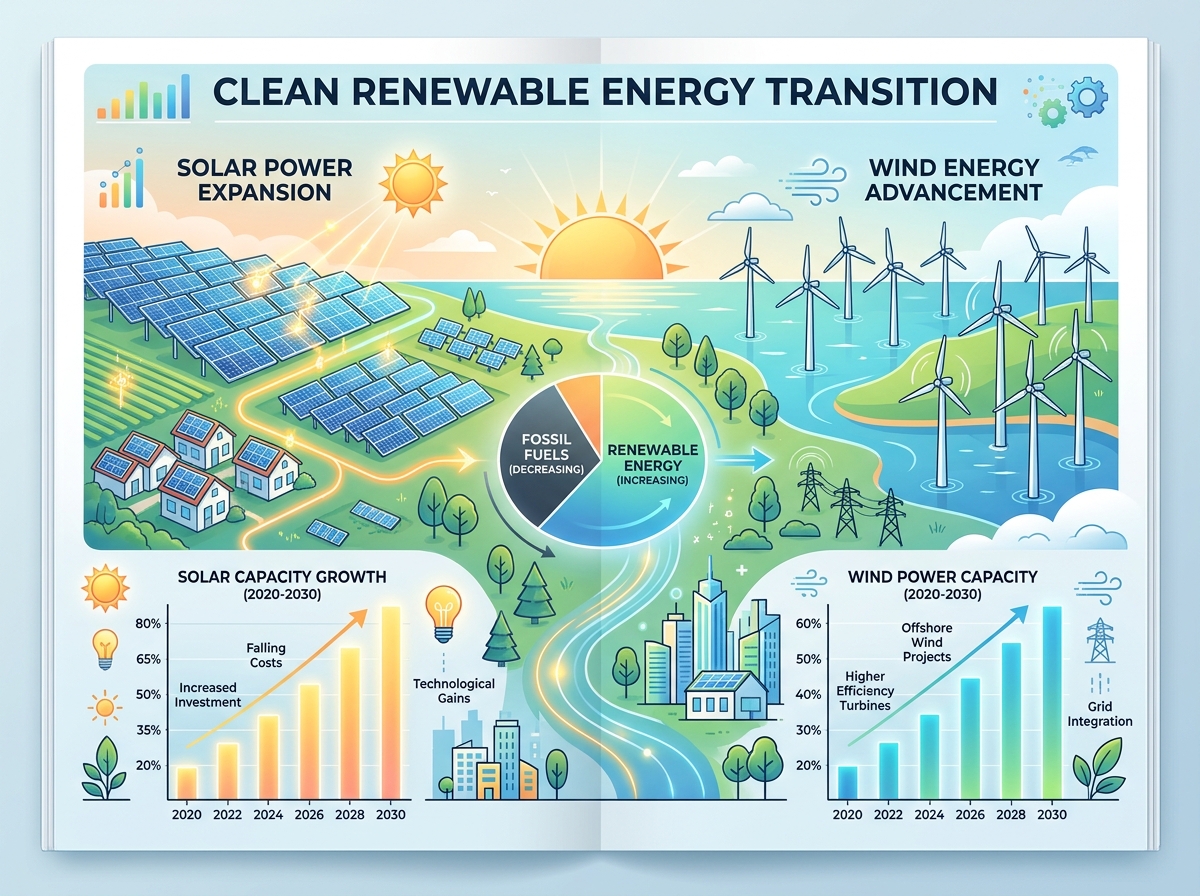 CLEAN RENEWABLE ENERGY TRANSITION
SOLAR POWER
EXPANSION
WIND ENERGY
ADVANCEMENT
FOSSIL
FUELS
(DECREASING)
RENEWABLE
ENERGY
(INCREASING)
SOLAR CAPACITY GROWTH
(2020-2030)
80%
65%
50%
35%
20%
Falling
Costs
Increased
Investment
2020 2022 2024 2026 2028 2030
Technological
Gains
WIND POWER CAPACITY
(2020-2030)
60%
50%
40%
30%
20%
Offshore
Wind
Projects
Higher
Efficiency
Turbines
2020 2022 2024 2026 2028 2030
Grid
Integration